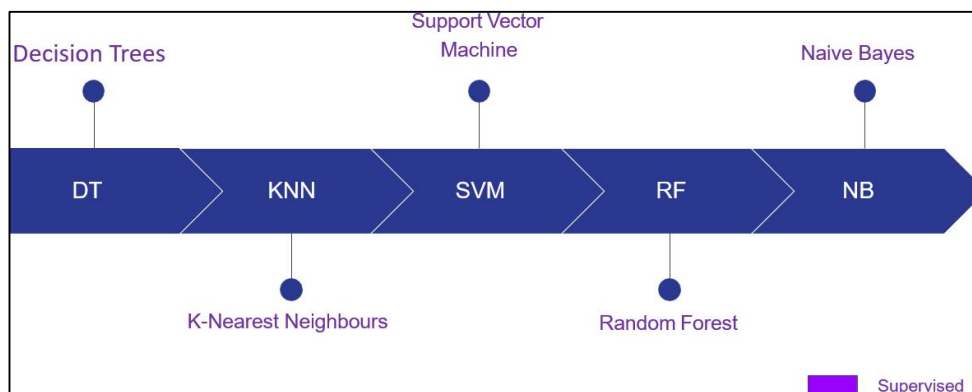 Support Vector
Machine
Decision Trees
Naive Bayes
DT
KNN
SVM
RF
NB
K-Nearest Neighbours
Random Forest
Supervised